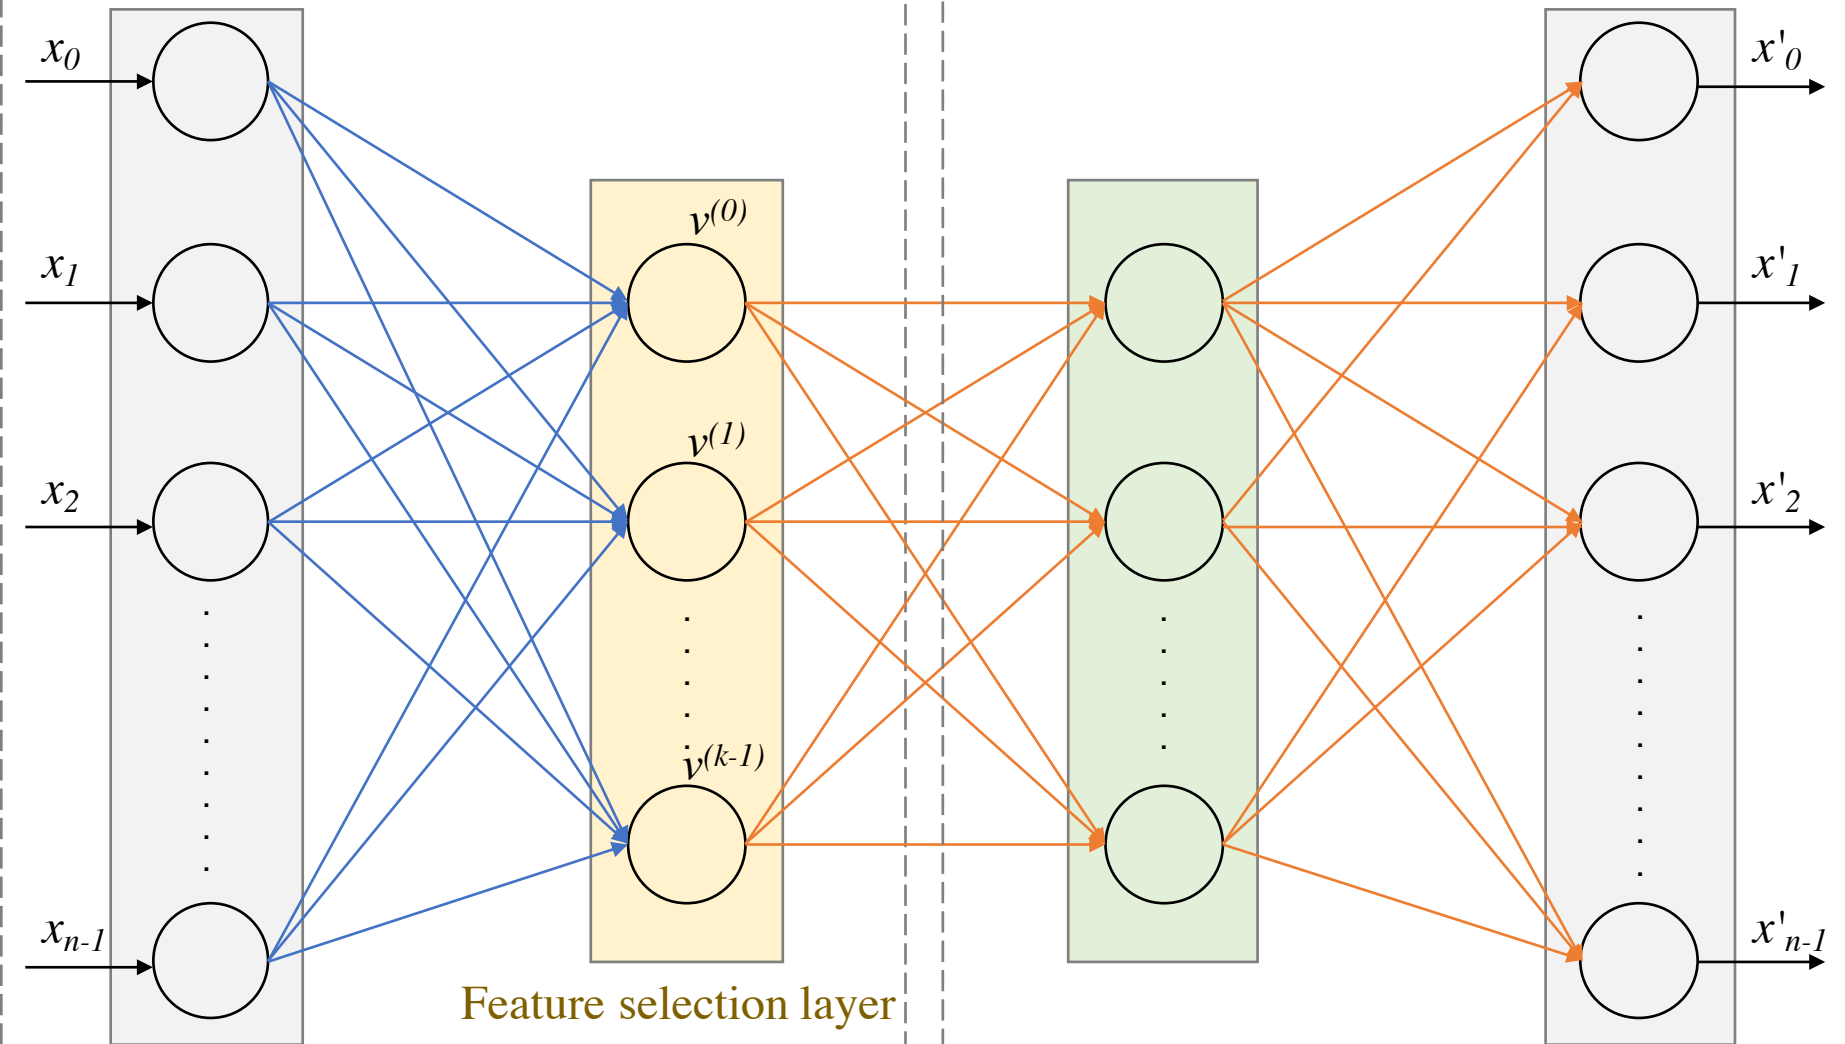 x0
x'0
v(0)
x1
x'1
v(1)
x2
x'2
v(k-1)
xn-1
x'n-1
Feature selection layer